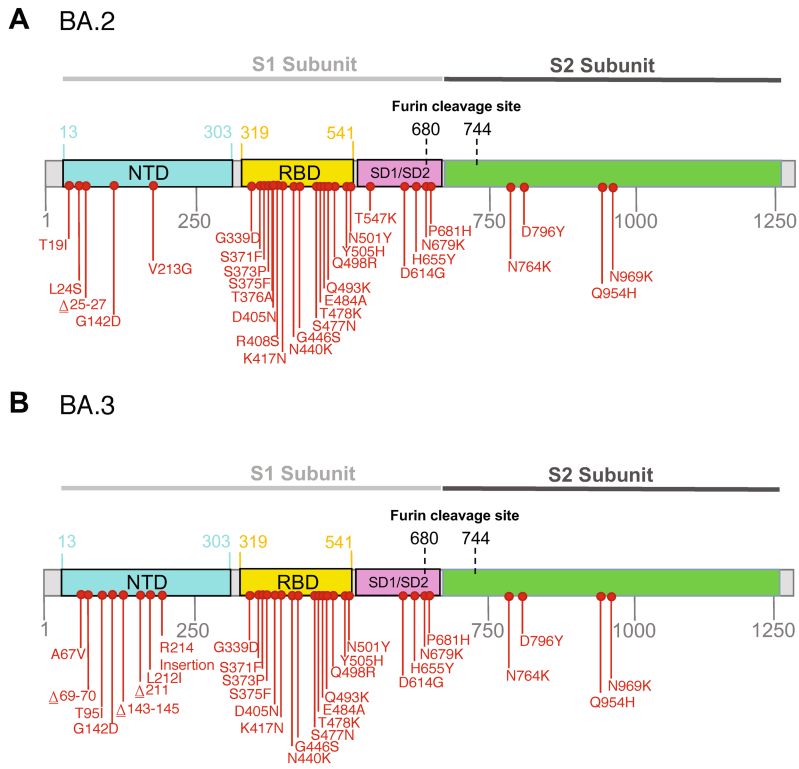 A BA.2
S1 Subunit S2 Subunit
Furin cleavage site
13 303 319 541 680 744
NTD RBD SD1/SD2
1 250 750 1000 1250
T19I
L24S
Δ25-27
G142D
V213G
G339D
S371F
S373P
S375F
T376A
D405N
R408S
K417N
N440K
G446S
S477N
T478K
E484A
Q493K
Q498R
Y505H
N501Y
T547K
D614G
H655Y
N679K
P681H
N764K
D796Y
Q954H
N969K
B BA.3
S1 Subunit S2 Subunit
Furin cleavage site
13 303 319 541 680 744
NTD RBD SD1/SD2
1 250 750 1000 1250
A67V
Δ69-70
T95I
G142D
Δ143-145
Δ211
L212I
R214
Insertion
G339D
S371F
S373P
S375F
D405N
K417N
N440K
G446S
S477N
T478K
E484A
Q493K
Q498R
Y505H
N501Y
D614G
H655Y
N679K
P681H
N764K
D796Y
Q954H
N969K